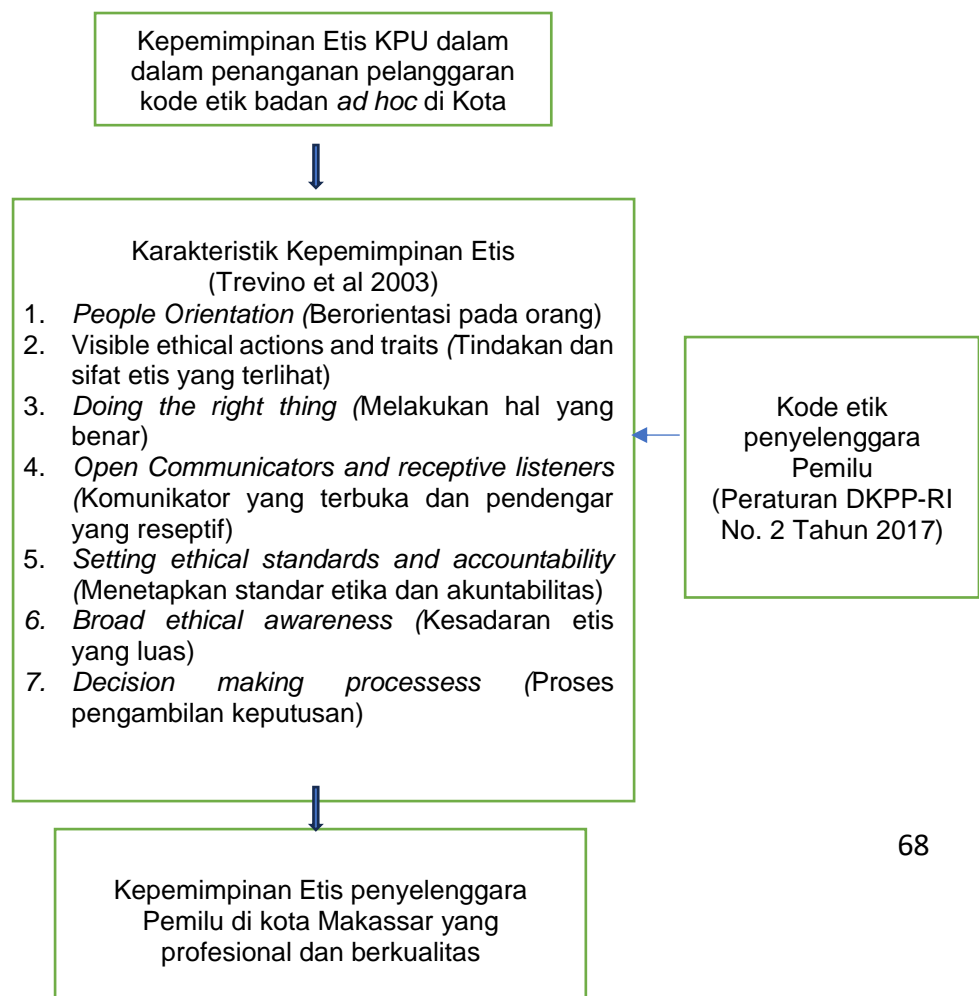 Kepemimpinan Etis KPU dalam
dalam penanganan pelanggaran
kode etik badan ad hoc di Kota
Karakteristik Kepemimpinan Etis
(Trevino et al 2003)
1. People Orientation (Berorientasi pada orang)
2. Visible ethical actions and traits (Tindakan dan
sifat etis yang terlihat)
3. Doing the right thing (Melakukan hal yang
benar)
4. Open Communicators and receptive listeners
(Komunikator yang terbuka dan pendengar
yang reseptif)
5. Setting ethical standards and accountability
(Menetapkan standar etika dan akuntabilitas)
6. Broad ethical awareness (Kesadaran etis
yang luas)
7. Decision making processess (Proses
pengambilan keputusan)
Kode etik
penyelenggara
Pemilu
(Peraturan DKPP-RI
No. 2 Tahun 2017)
Kepemimpinan Etis penyelenggara
Pemilu di kota Makassar yang
profesional dan berkualitas
68